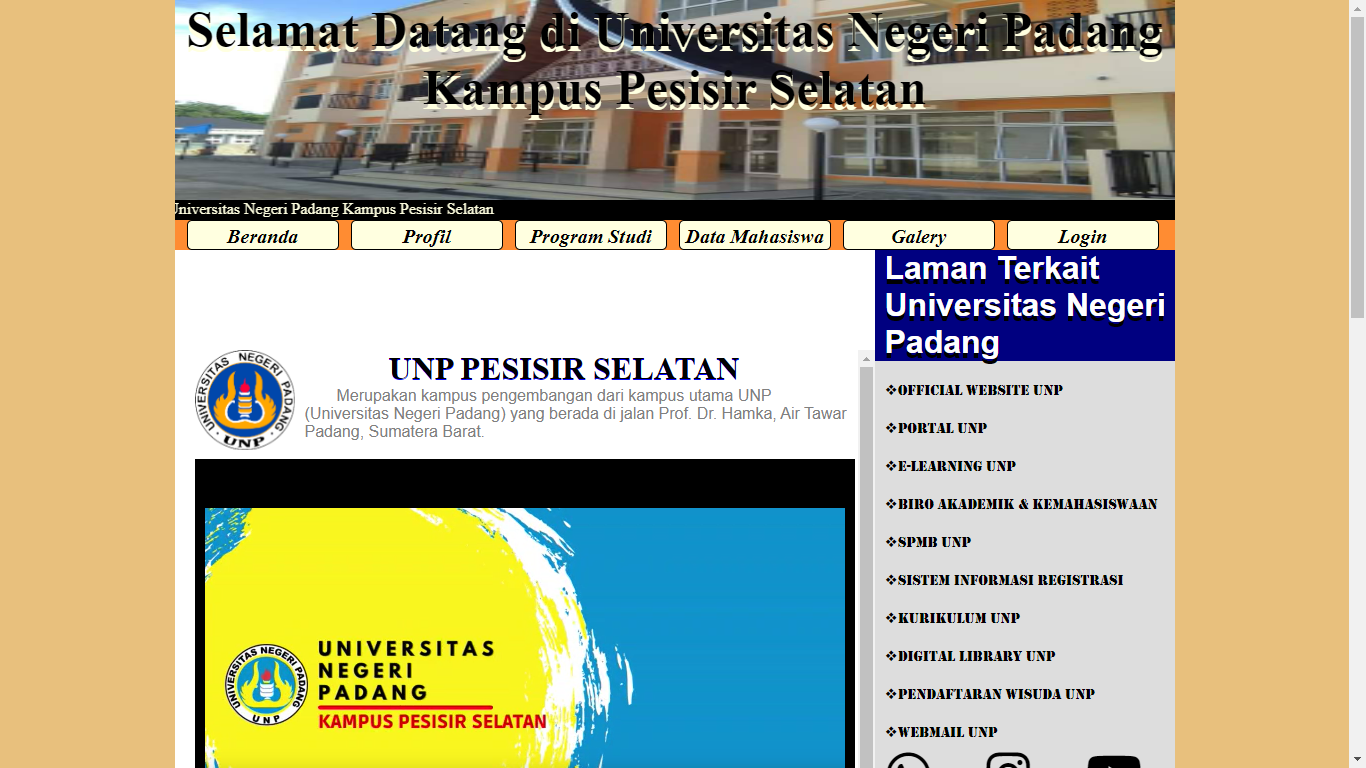 Selamat Datang di Universitas Negeri Padang
Kampus Pesisir Selatan
Universitas Negeri Padang Kampus Pesisir Selatan
Beranda
Profil
Program Studi
Data Mahasiswa
Galery
Login
UNIVERSITAS NEGERI PADANG
UNP
UNP PESISIR SELATAN
Merupakan kampus pengembangan dari kampus utama UNP
(Universitas Negeri Padang) yang berada di jalan Prof. Dr. Hamka, Air Tawar
Padang, Sumatera Barat.
UNIVERSITAS NEGERI PADANG
UNP
UNIVERSITAS
NEGERI
PADANG
KAMPUS PESISIR SELATAN
Laman Terkait
Universitas Negeri
Padang
❖OFFICIAL WEBSITE UNP
❖PORTAL UNP
❖E-LEARNING UNP
❖BIRO AKADEMIK & KEMAHASISWAAN
❖SPMB UNP
❖SISTEM INFORMASI REGISTRASI
❖KURIKULUM UNP
❖DIGITAL LIBRARY UNP
❖PENDAFTARAN WISUDA UNP
❖WEBMAIL UNP